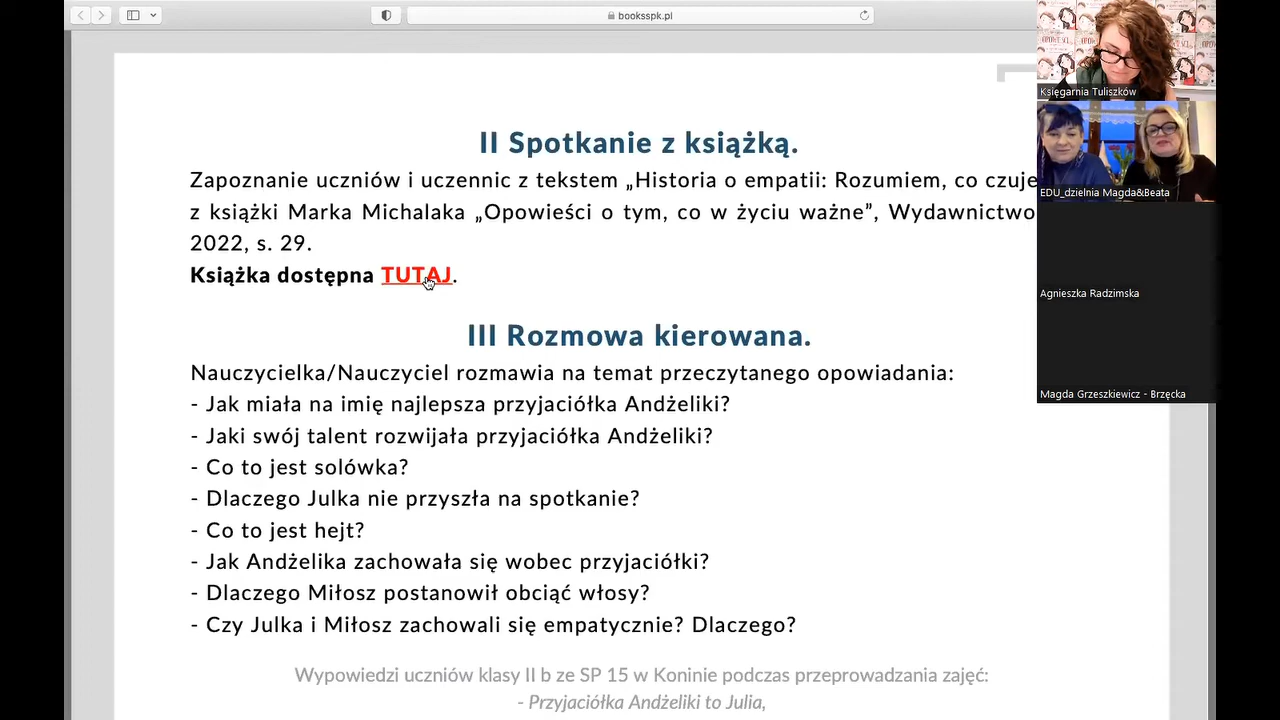 booksspk.pl
II Spotkanie z książką.
Zapoznanie uczniów i uczennic z tekstem „Historia o empatii: Rozumiem, co czuje
z książki Marka Michalaka „Opowieści o tym, co w życiu ważne”, Wydawnictwo
2022, s. 29.
Książka dostępna TUTAJ.
III Rozmowa kierowana.
Nauczycielka/Nauczyciel rozmawia na temat przeczytanego opowiadania:
- Jak miała na imię najlepsza przyjaciółka Andżeliki?
- Jaki swój talent rozwijała przyjaciółka Andżeliki?
- Co to jest solówka?
- Dlaczego Julka nie przyszła na spotkanie?
- Co to jest hejt?
- Jak Andżelika zachowała się wobec przyjaciółki?
- Dlaczego Miłosz postanowił obciąć włosy?
- Czy Julka i Miłosz zachowali się empatycznie? Dlaczego?
Wypowiedzi uczniów klasy II b ze SP 15 w Koninie podczas przeprowadzania zajęć:
- Przyjaciółka Andżeliki to Julia,
Księgarnia Tuliszków
EDU_dzielnia Magda&Beata
Agnieszka Radzimska
Magda Grzeszkiewicz - Brzęcka